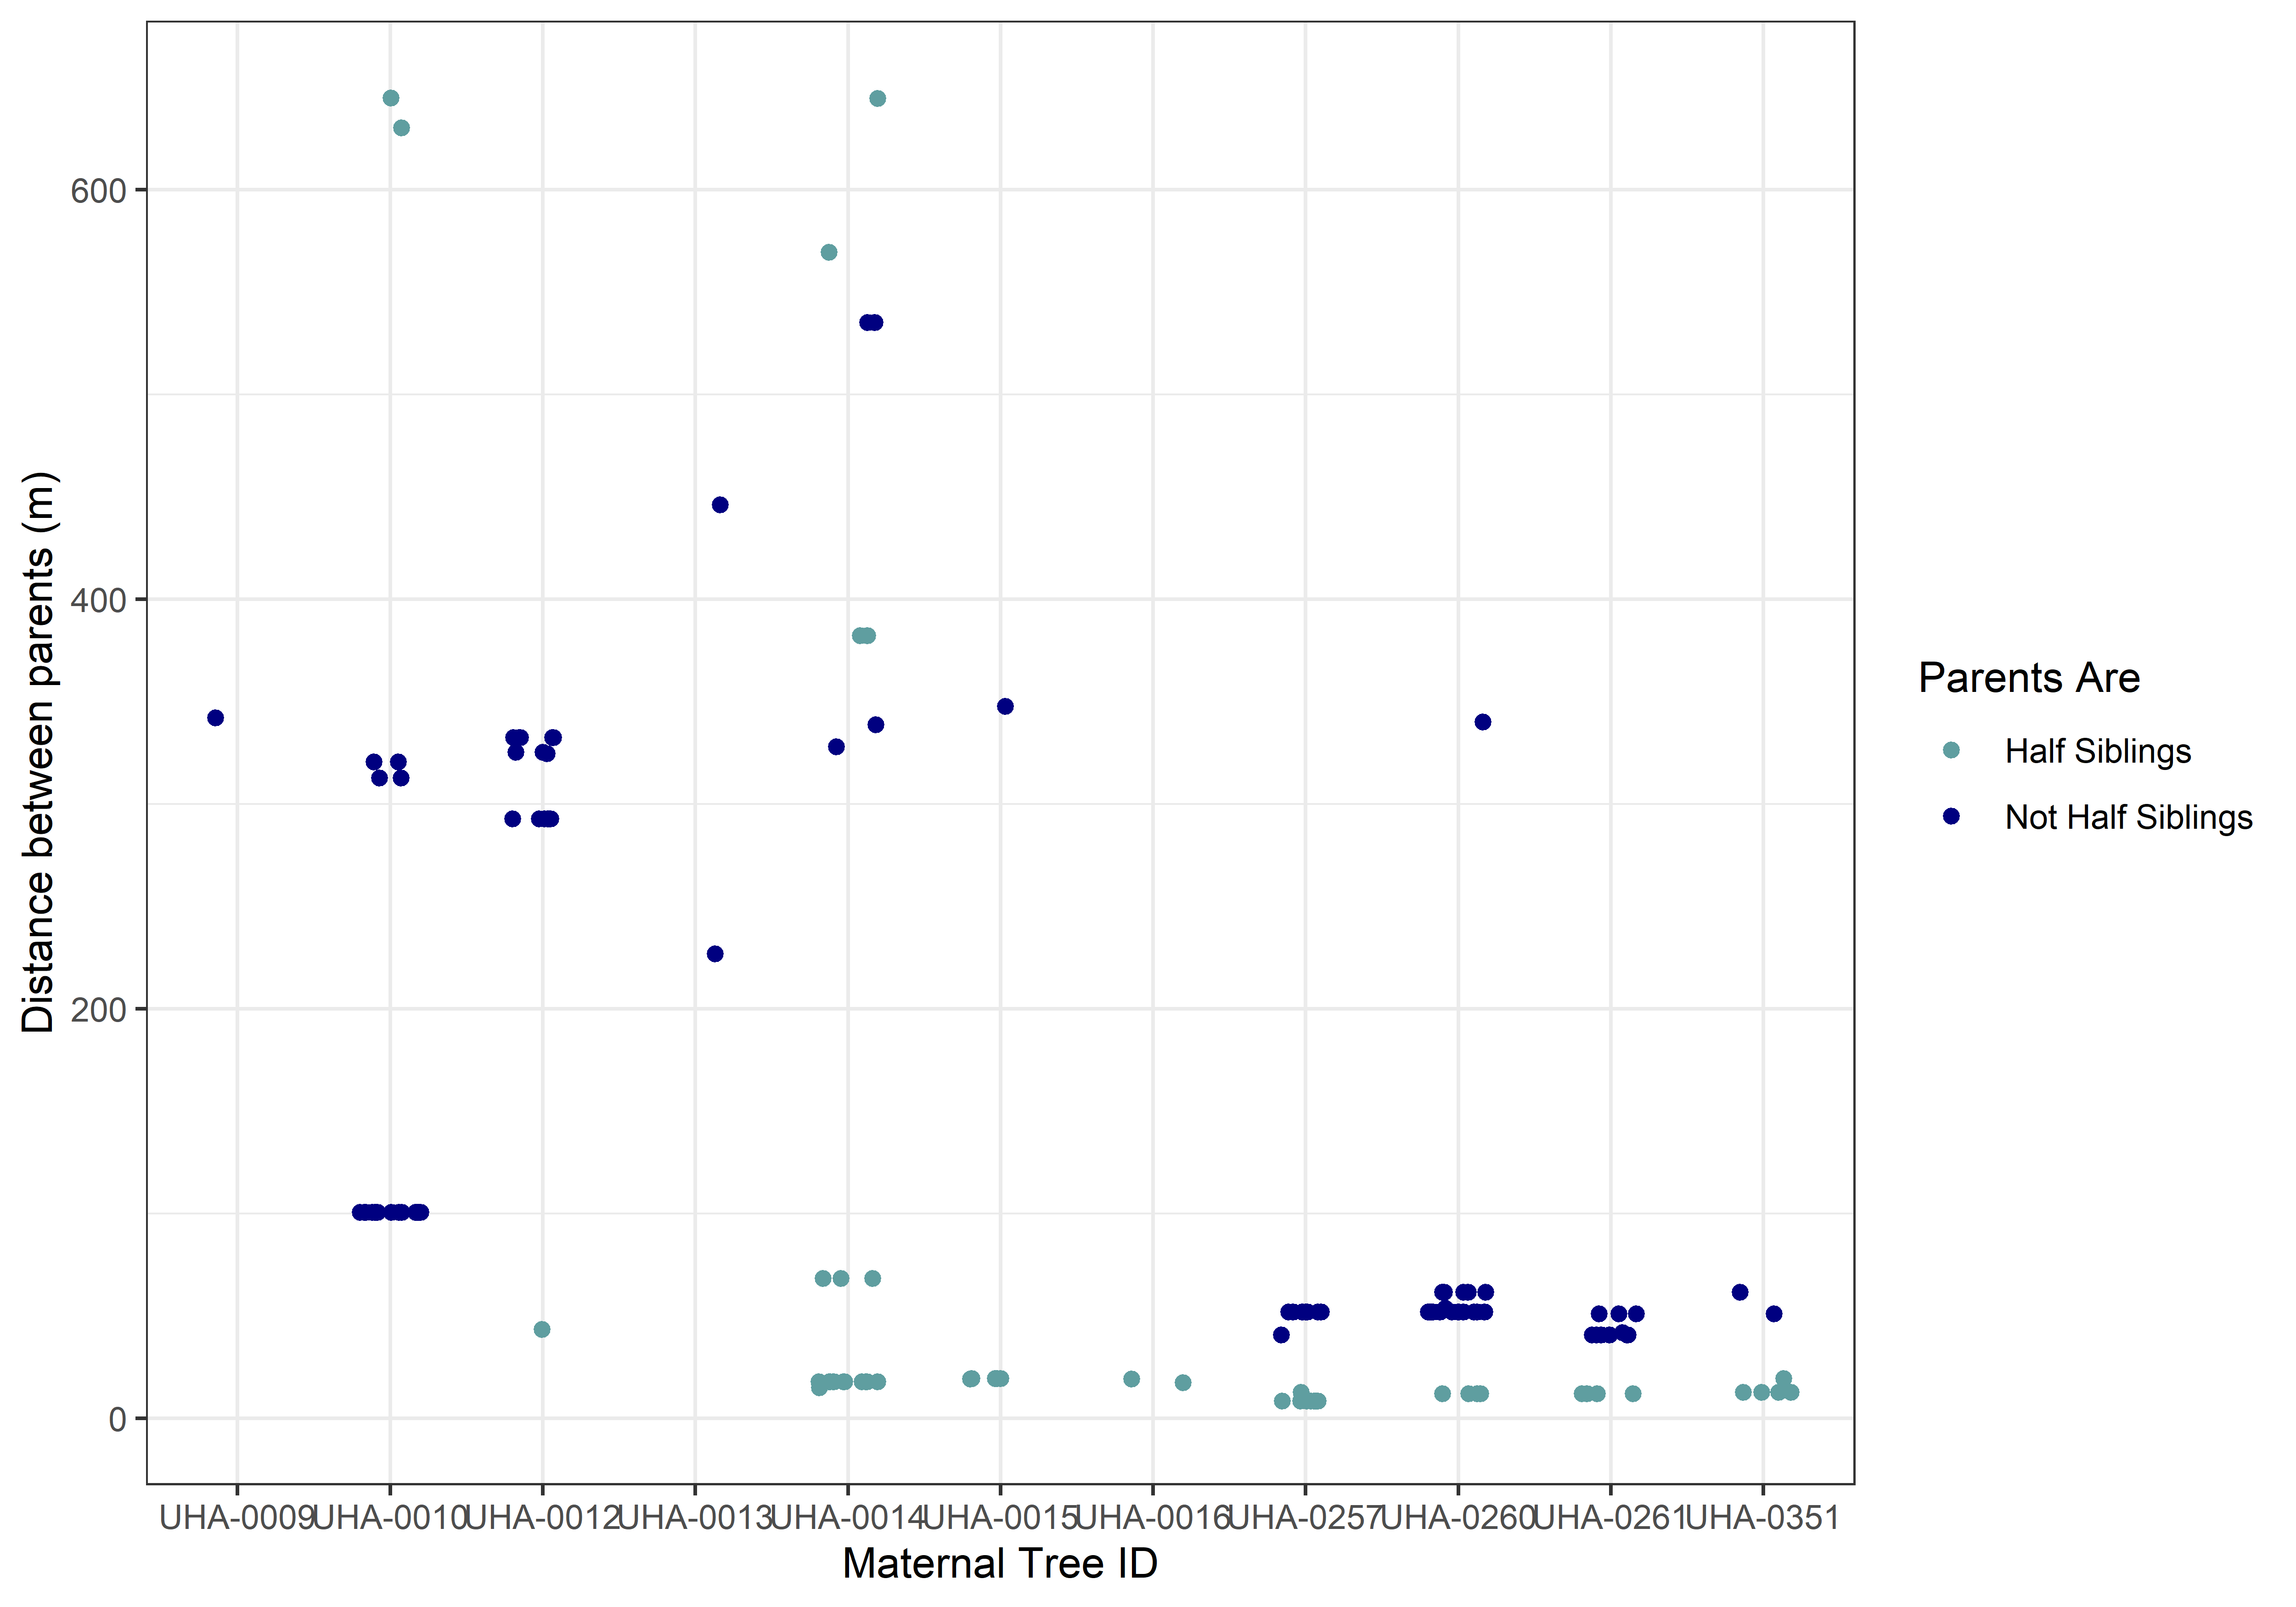 Distance between parents (m)
600
400
200
0
UHA-0009 UHA-0010 UHA-0012 UHA-0013 UHA-0014 UHA-0015 UHA-0016 UHA-0257 UHA-0260 UHA-0261 UHA-0351
Maternal Tree ID
Parents Are
Half Siblings
Not Half Siblings